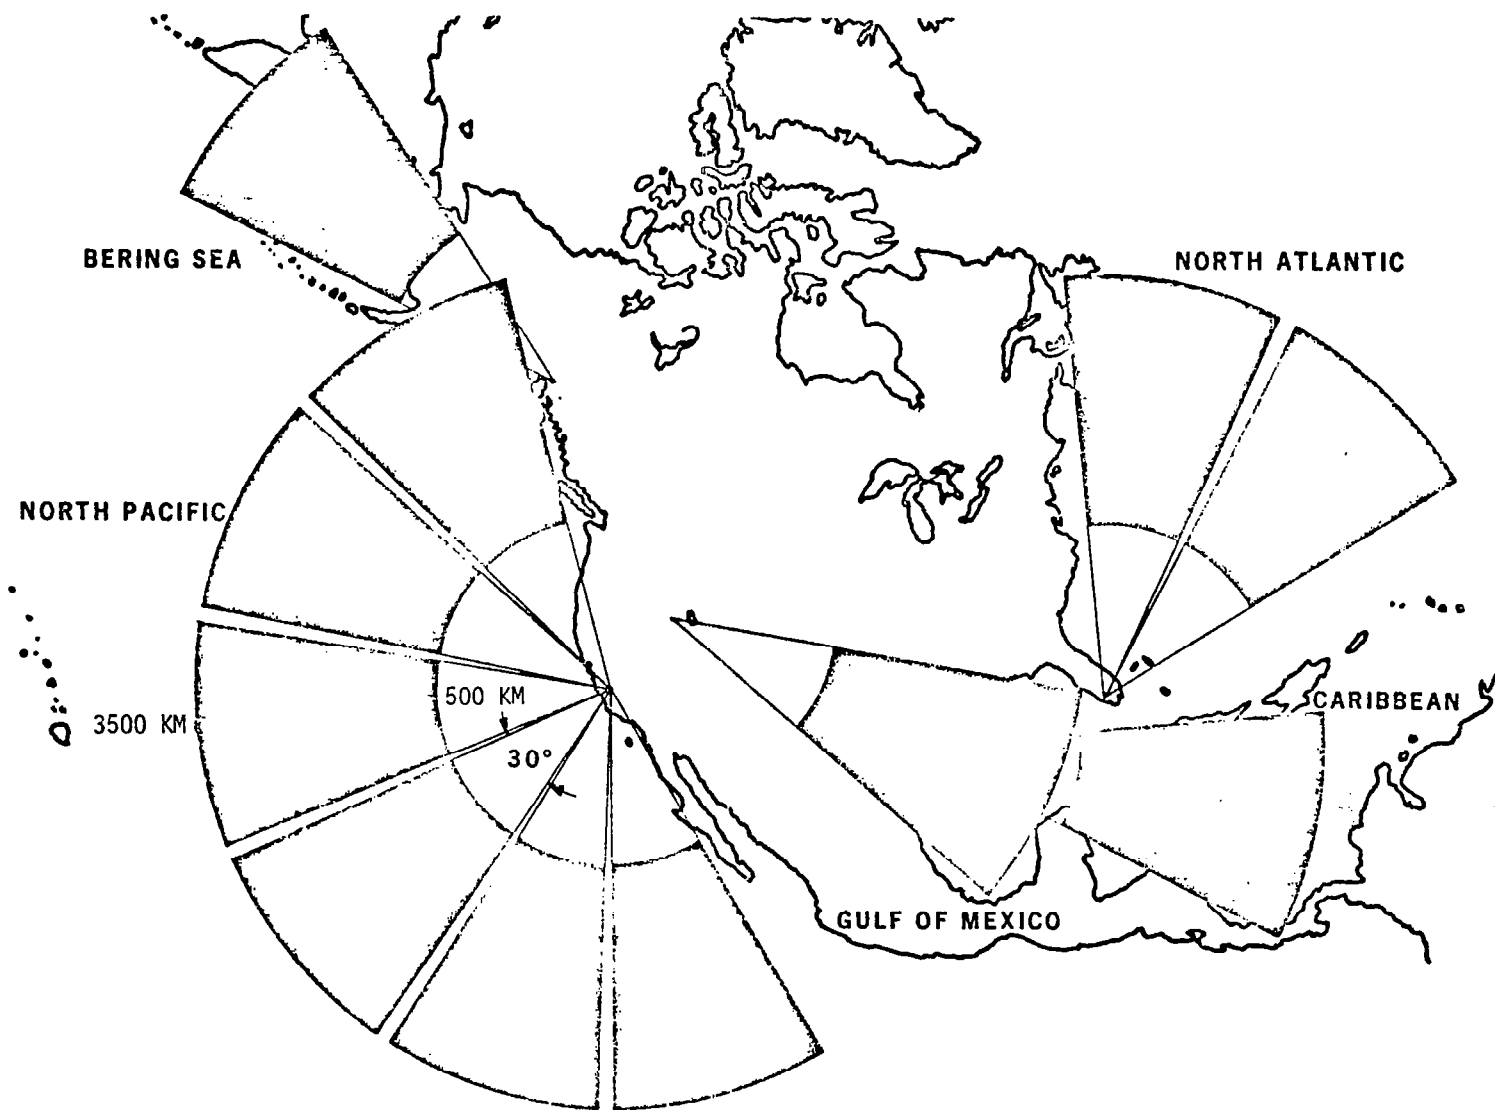 BERING SEA
NORTH ATLANTIC
NORTH PACIFIC
500 KM
CARIBBEAN
3500 KM
30°
GULF OF MEXICO